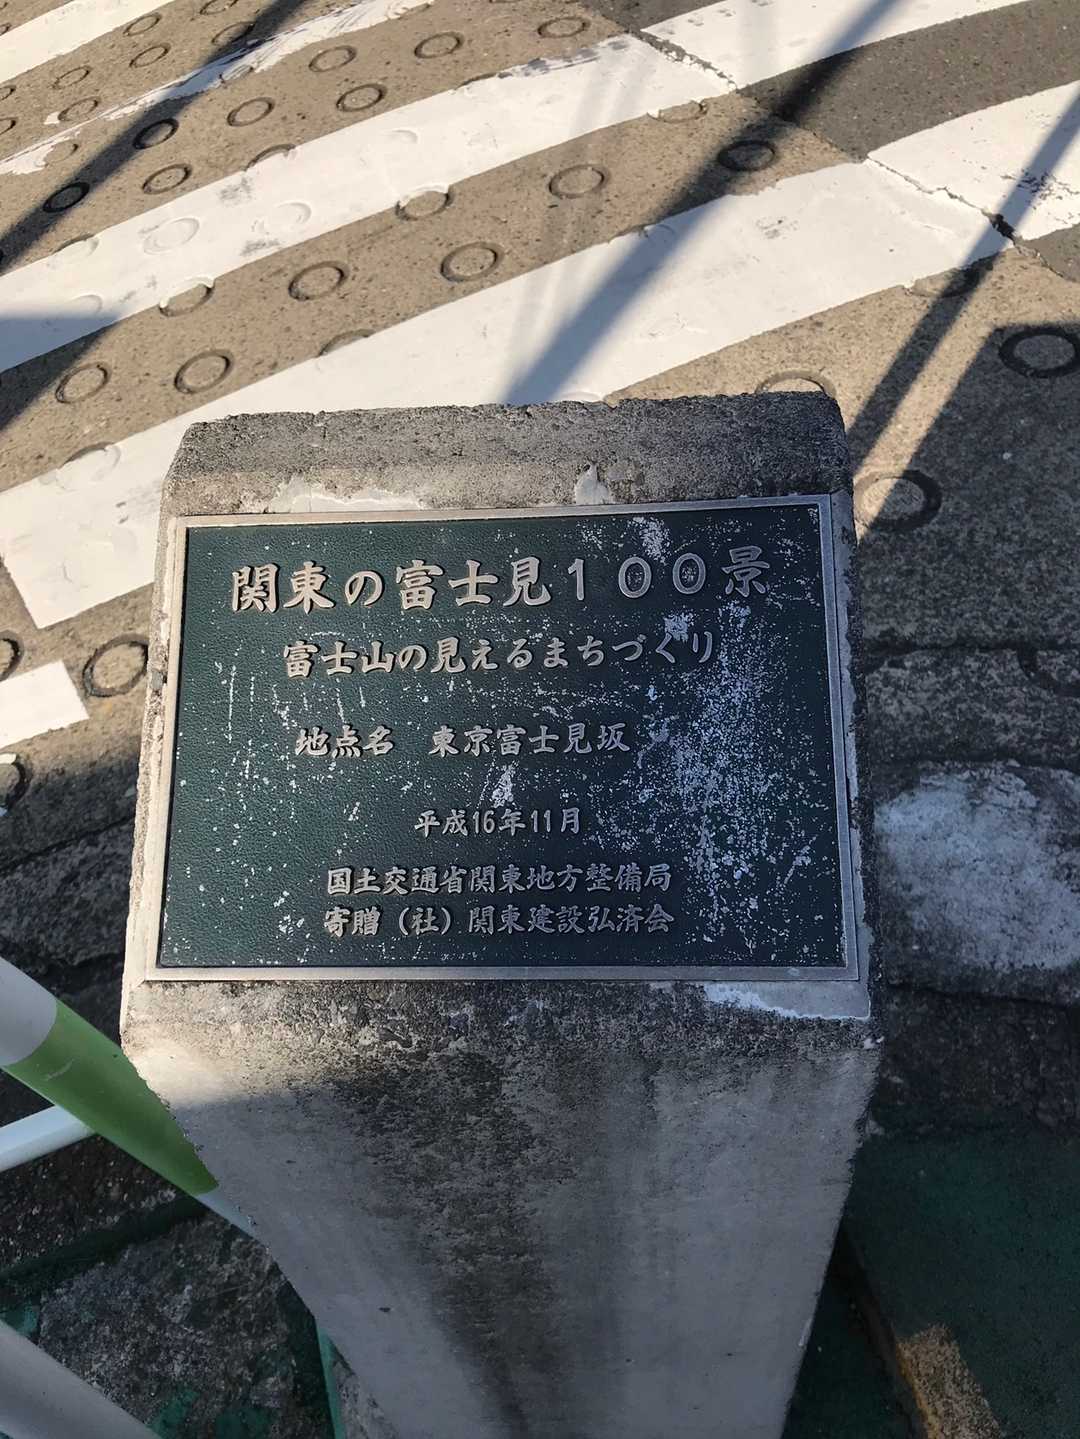 関東の富士見１００景
富士山の見えるまちづくり
地点名　東京富士見坂
平成16年11月
国土交通省関東地方整備局
寄贈（社）関東建設弘済会